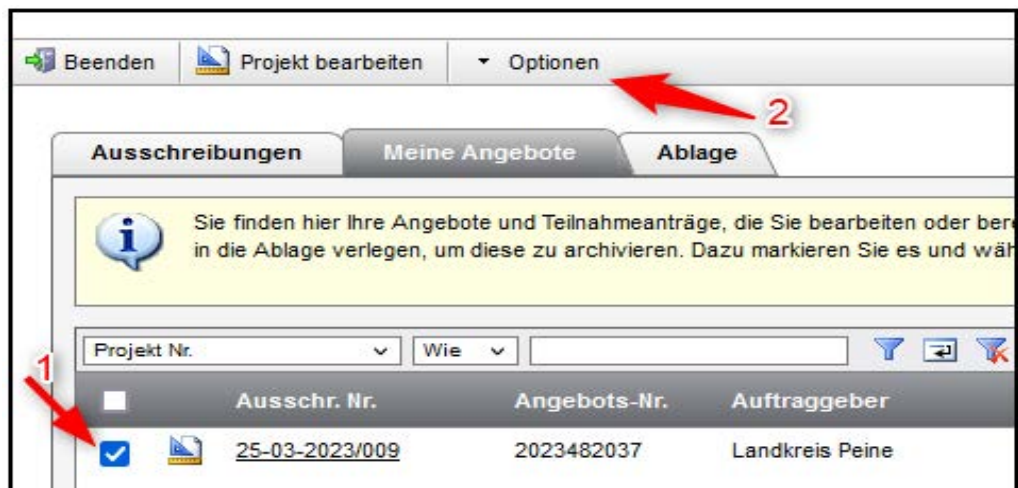 Beenden Projekt bearbeiten Optionen
2
Ausschreibungen Meine Angebote Ablage
Sie finden hier Ihre Angebote und Teilnahmeanträge, die Sie bearbeiten oder
in die Ablage verlegen, um diese zu archivieren. Dazu markieren Sie es und
1
Projekt Nr. Wie
Ausschr. Nr. Angebots-Nr. Auftraggeber
25-03-2023/009 2023482037 Landkreis Peine